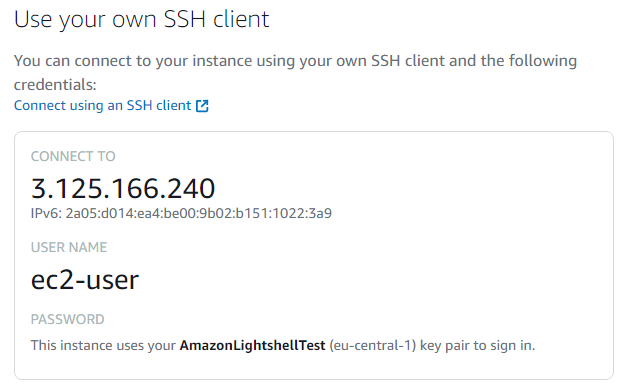 Use your own SSH client
You can connect to your instance using your own SSH client and the following
credentials:
Connect using an SSH client
CONNECT TO
3.125.166.240
IPv6: 2a05:d014:ea4:be00:9b02:b151:1022:3a9
USER NAME
ec2-user
PASSWORD
This instance uses your AmazonLightshellTest (eu-central-1) key pair to sign in.